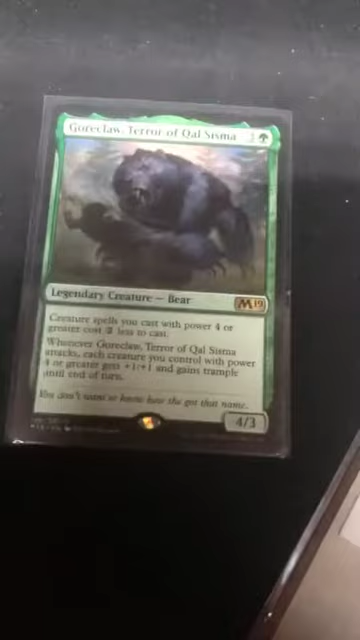 Goreclaw, Terror of Qal Sisma 3
Legendary Creature — Bear
M19
Creature spells you cast with power 4 or
greater cost 2 less to cast.
Whenever Goreclaw, Terror of Qal Sisma
attacks, each creature you control with power
4 or greater gets +1/+1 and gains trample
until end of turn.
You don't want to know how she got that name.
4/3